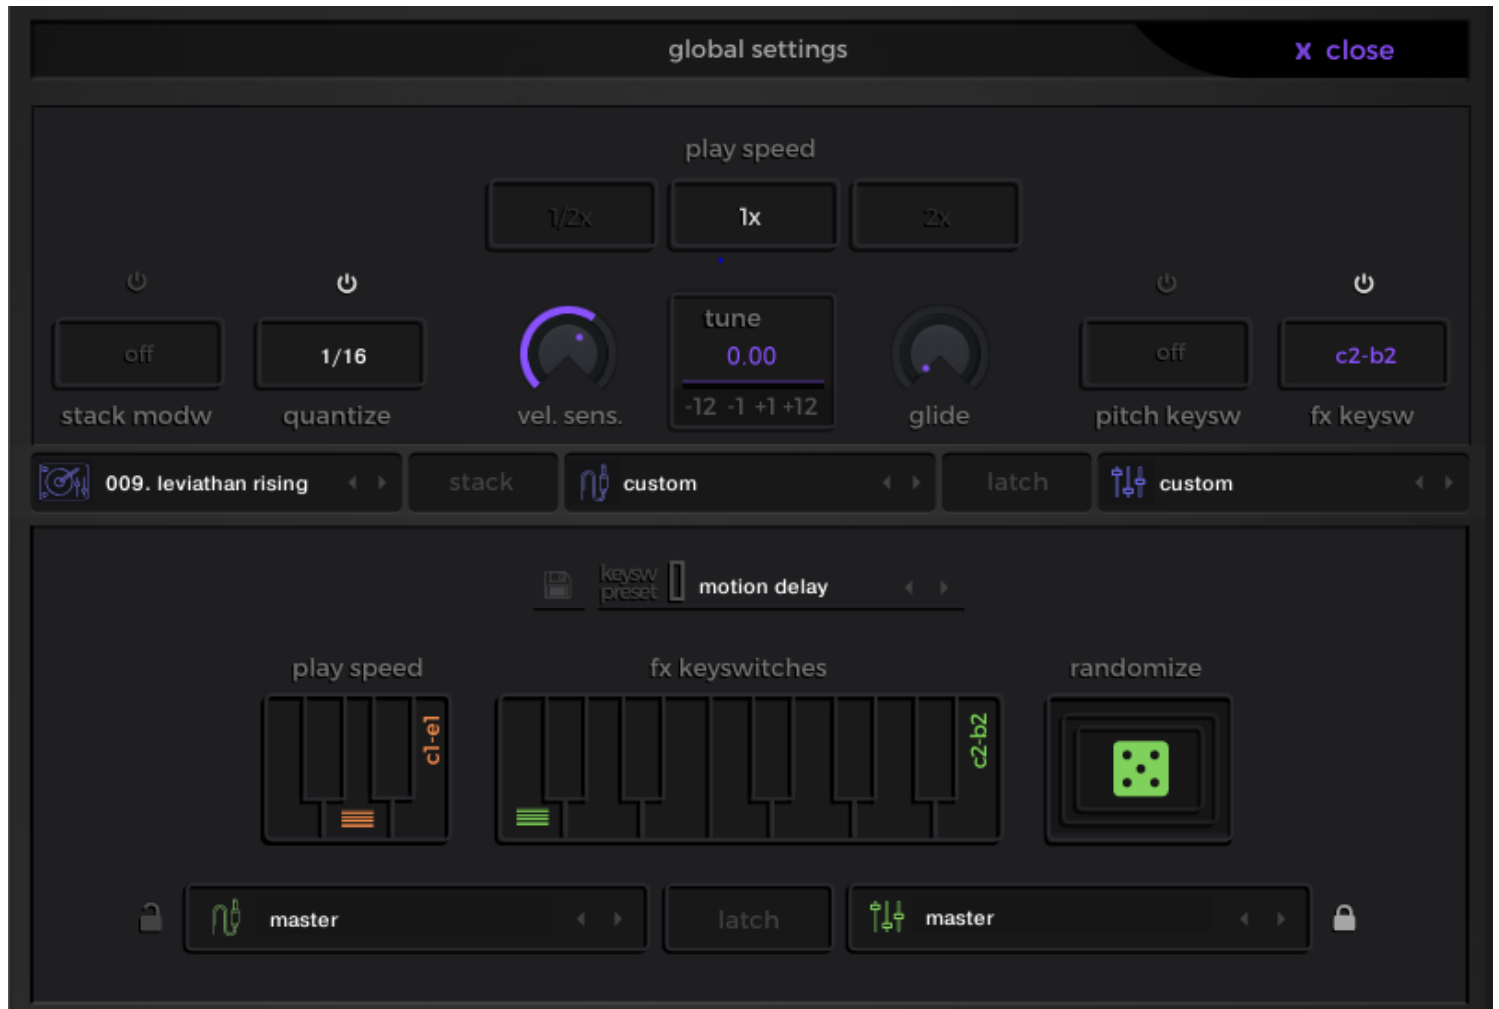 global settings
x close
play speed
1/2x
1x
2x
off
stack modw
1/16
quantize
vel. sens.
tune
0.00
-12 -1 +1 +12
glide
off
pitch keysw
c2-b2
fx keysw
009. leviathan rising
stack
custom
latch
custom
keysw
preset
motion delay
play speed
fx keyswitches
randomize
c1-e1
c2-b2
master
latch
master